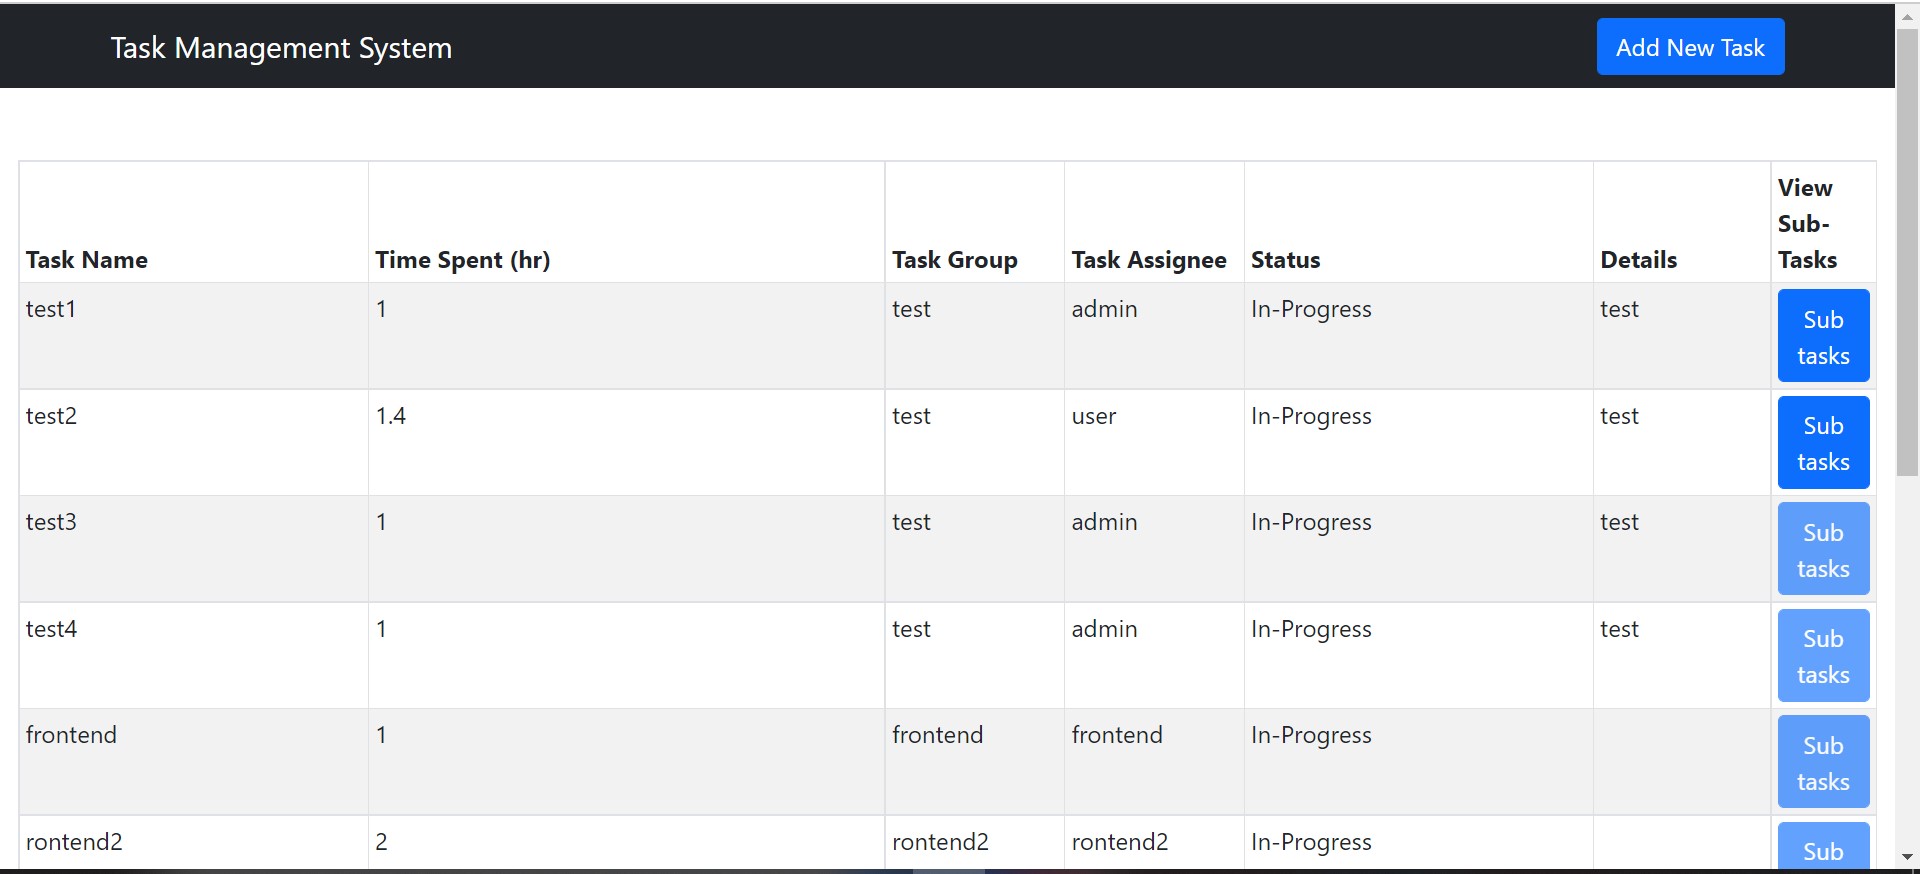 Task Management System
Add New Task
Task Name Time Spent (hr) Task Group Task Assignee Status Details View Sub-Tasks
test1 1 test admin In-Progress test Sub tasks
test2 1.4 test user In-Progress test Sub tasks
test3 1 test admin In-Progress test Sub tasks
test4 1 test admin In-Progress test Sub tasks
frontend 1 frontend frontend In-Progress Sub tasks
rontend2 2 rontend2 rontend2 In-Progress Sub